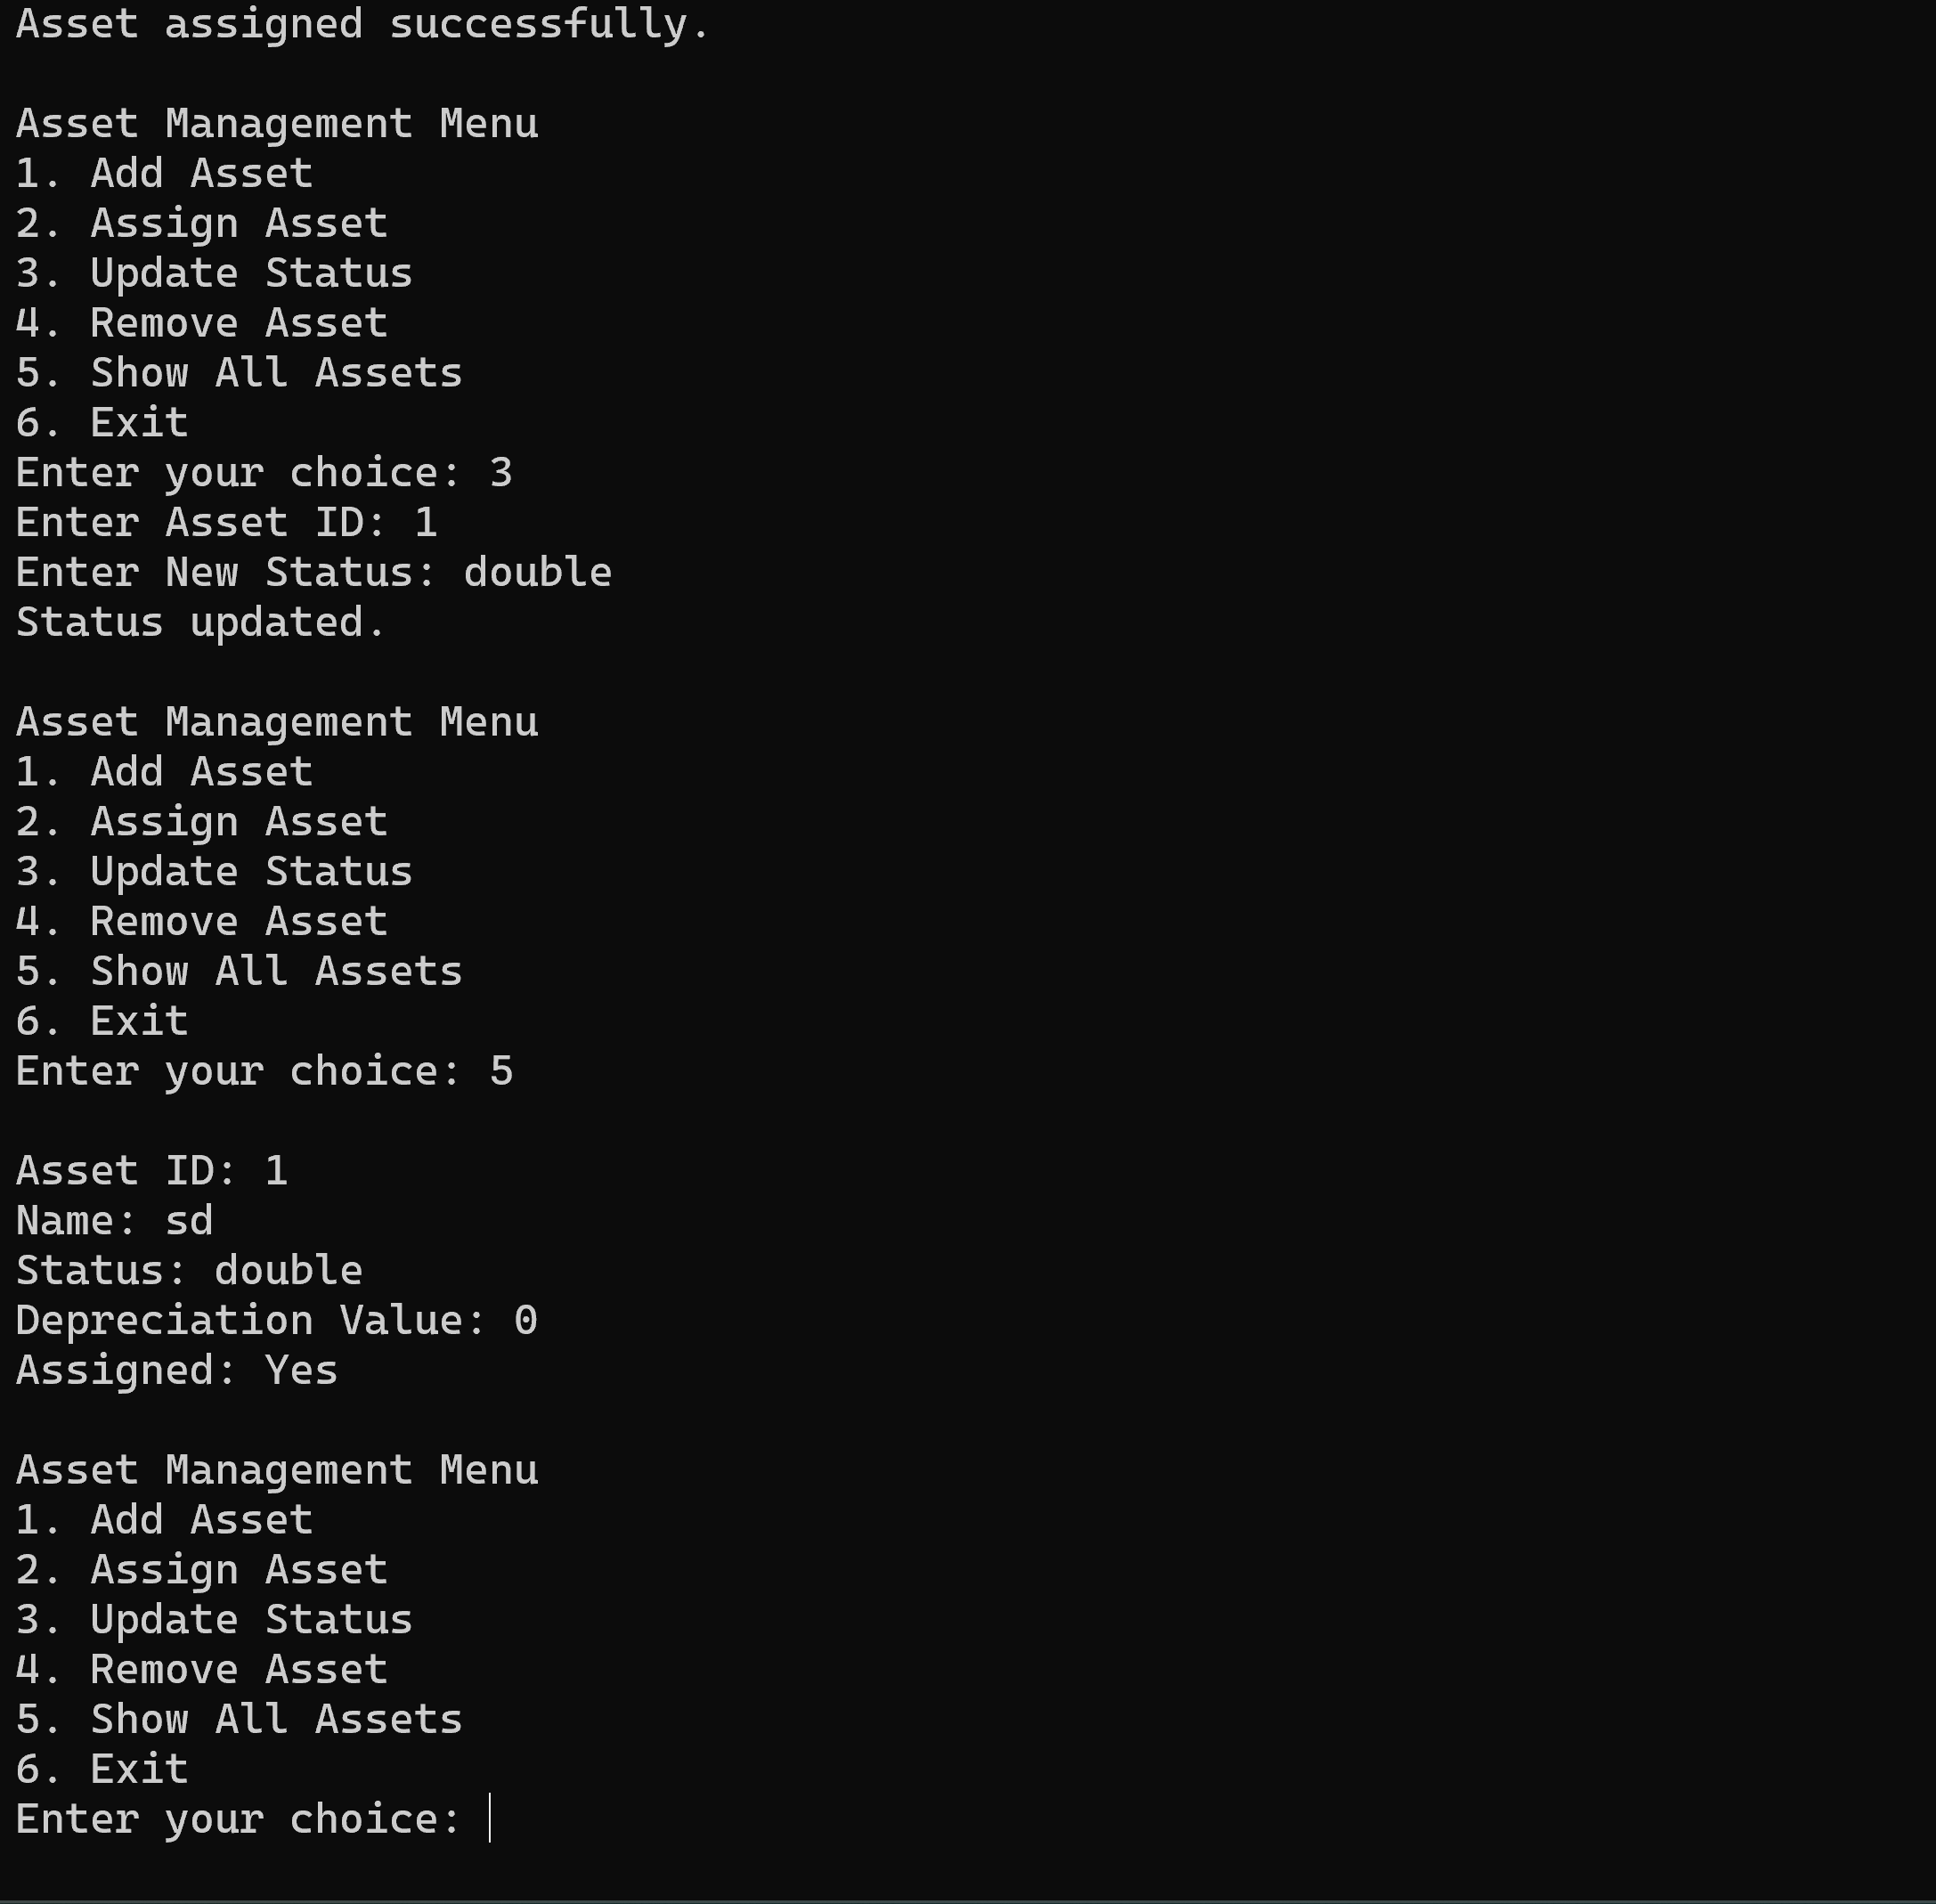 Asset assigned successfully.

Asset Management Menu
1. Add Asset
2. Assign Asset
3. Update Status
4. Remove Asset
5. Show All Assets
6. Exit
Enter your choice: 3
Enter Asset ID: 1
Enter New Status: double
Status updated.

Asset Management Menu
1. Add Asset
2. Assign Asset
3. Update Status
4. Remove Asset
5. Show All Assets
6. Exit
Enter your choice: 5

Asset ID: 1
Name: sd
Status: double
Depreciation Value: 0
Assigned: Yes

Asset Management Menu
1. Add Asset
2. Assign Asset
3. Update Status
4. Remove Asset
5. Show All Assets
6. Exit
Enter your choice: